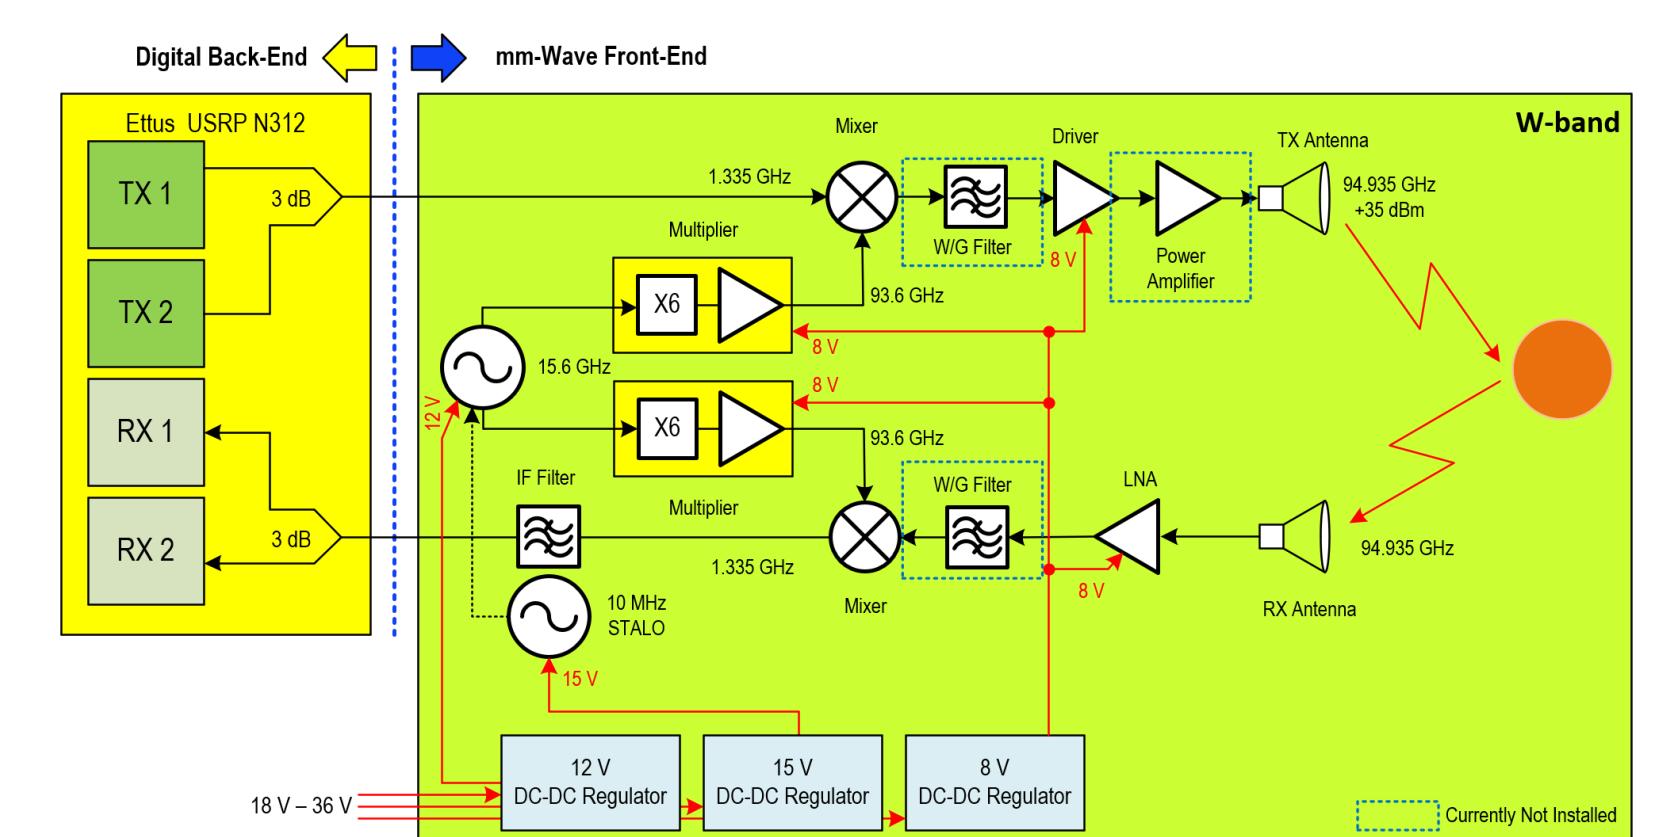 Digital Back-End
mm-Wave Front-End
Ettus USRP N312
W-band
TX 1
TX 2
RX 1
RX 2
3 dB
3 dB
1.335 GHz
Mixer
Driver
TX Antenna
94.935 GHz
+35 dBm
W/G Filter
Power
Amplifier
8 V
Multiplier
X6
93.6 GHz
8 V
15.6 GHz
12 V
8 V
X6
93.6 GHz
Multiplier
IF Filter
W/G Filter
LNA
1.335 GHz
Mixer
8 V
94.935 GHz
RX Antenna
10 MHz
STALO
15 V
12 V
DC-DC Regulator
15 V
DC-DC Regulator
8 V
DC-DC Regulator
18 V – 36 V
Currently Not Installed